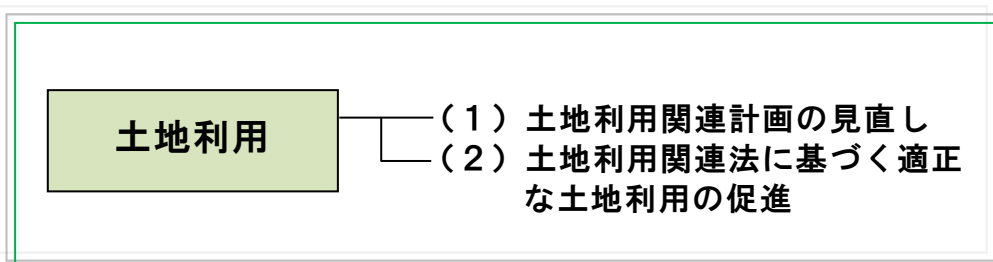 土地利用
（１）土地利用関連計画の見直し
（２）土地利用関連法に基づく適正
な土地利用の促進